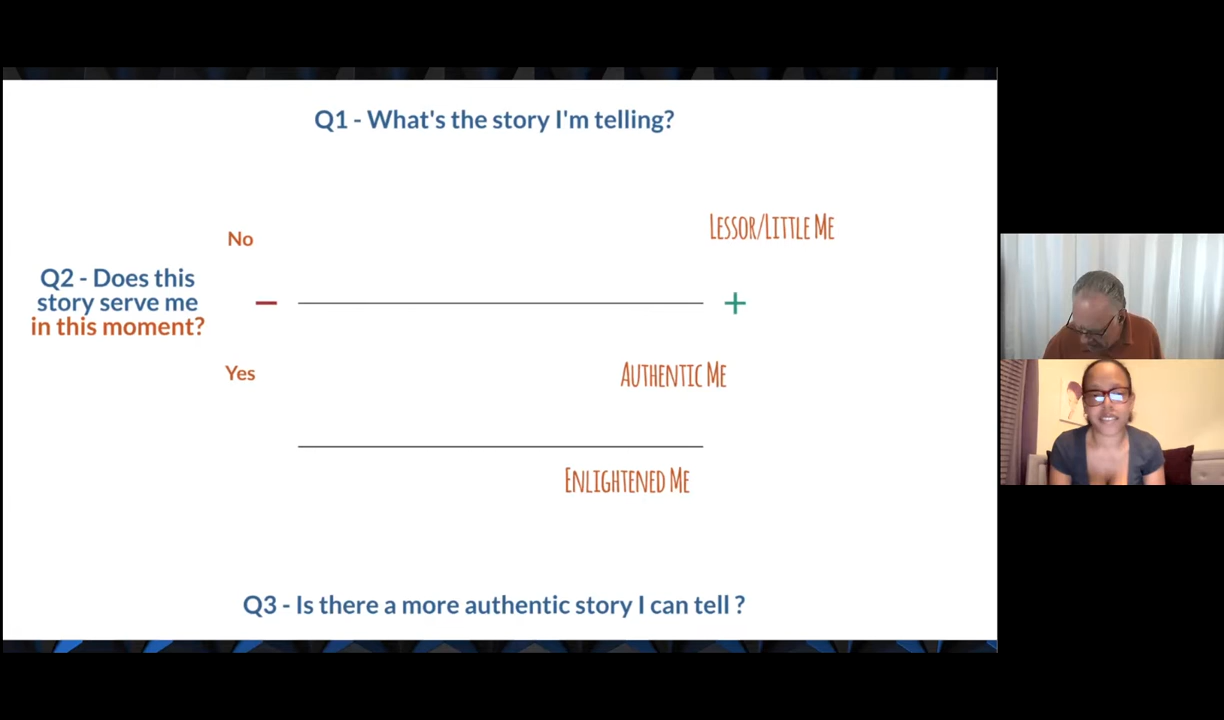 Q1 - What's the story I'm telling?
Lessor/Little Me
No
Q2 - Does this
story serve me
in this moment?
− +
Yes
Authentic Me
Enlightened Me
Q3 - Is there a more authentic story I can tell ?